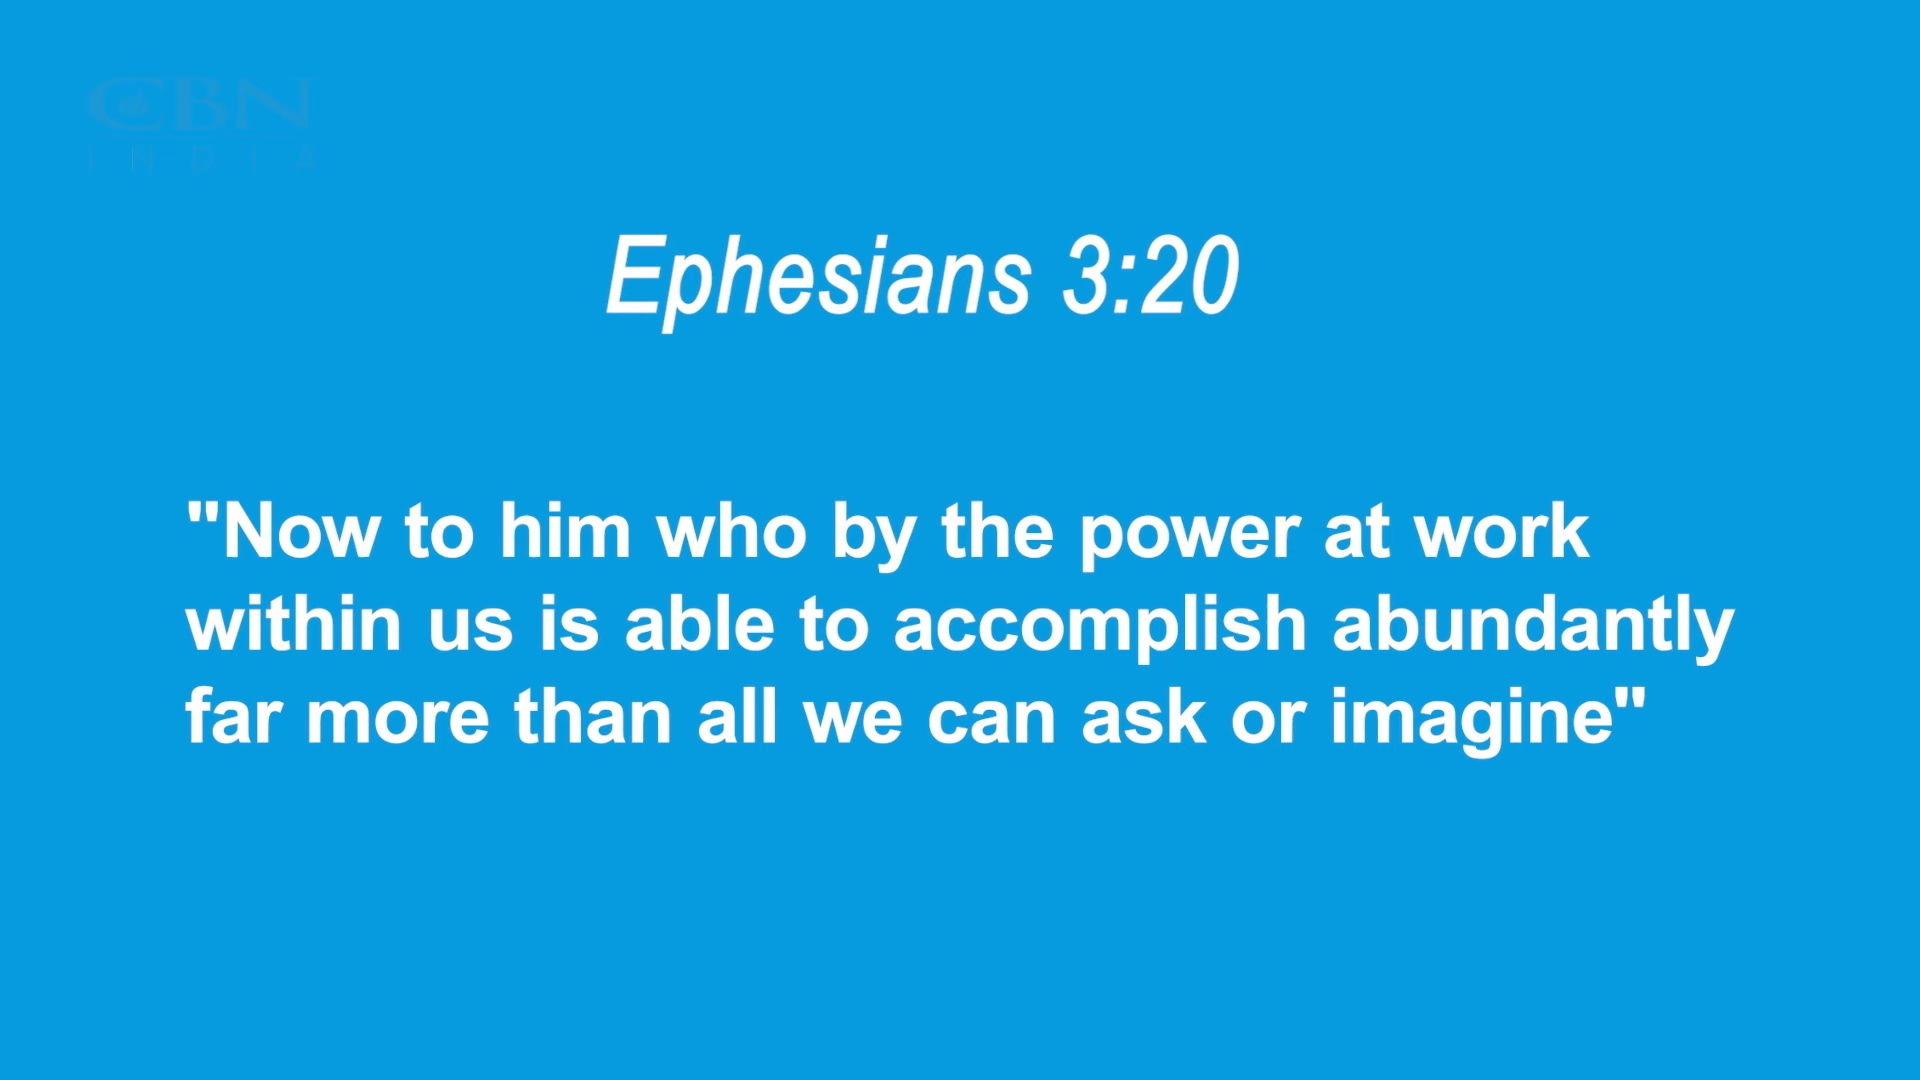 CBN
INDIA
Ephesians 3:20
"Now to him who by the power at work
within us is able to accomplish abundantly
far more than all we can ask or imagine"